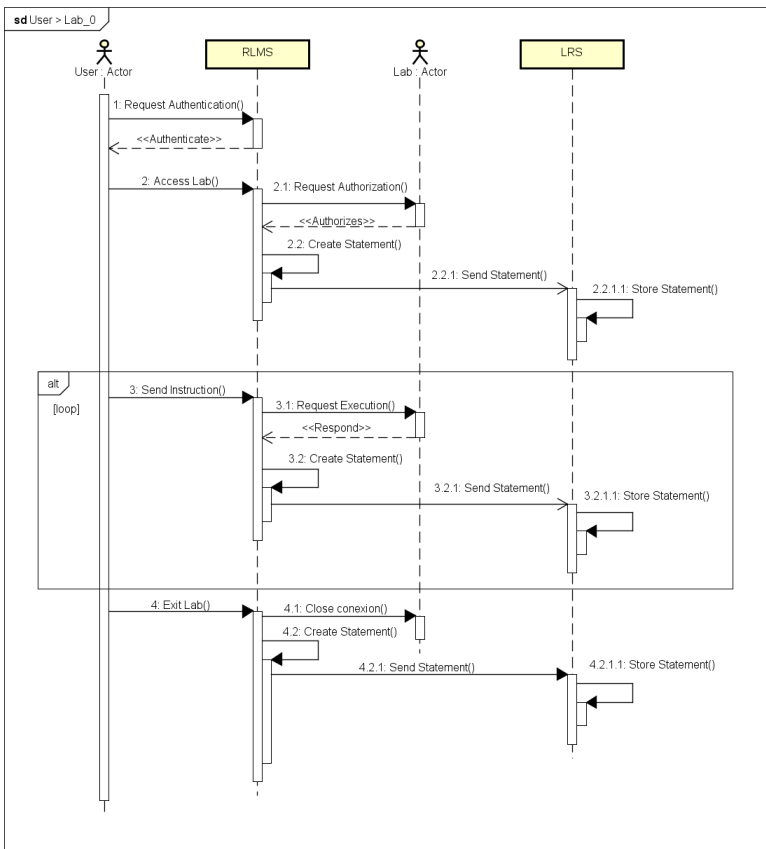 sd User > Lab_0
User : Actor
RLMS
Lab : Actor
LRS
1: Request Authentication()
<<Authenticate>>
2: Access Lab()
2.1: Request Authorization()
<<Authorizes>>
2.2: Create Statement()
2.2.1: Send Statement()
2.2.1.1: Store Statement()
alt
[loop]
3: Send Instruction()
3.1: Request Execution()
<<Respond>>
3.2: Create Statement()
3.2.1: Send Statement()
3.2.1.1: Store Statement()
4: Exit Lab()
4.1: Close conexion()
4.2: Create Statement()
4.2.1: Send Statement()
4.2.1.1: Store Statement()